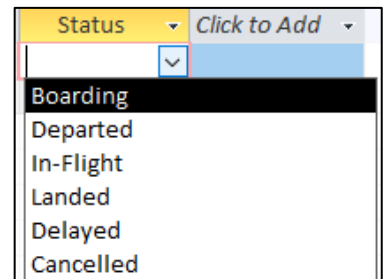 Status Click to Add
Boarding
Departed
In-Flight
Landed
Delayed
Cancelled